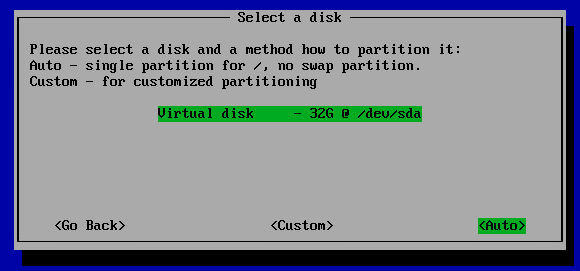 Select a disk
Please select a disk and a method how to partition it:
Auto – single partition for /, no swap partition.
Custom – for customized partitioning
Virtual disk – 32G @ /dev/sda
<Go Back> <Custom> <Auto>